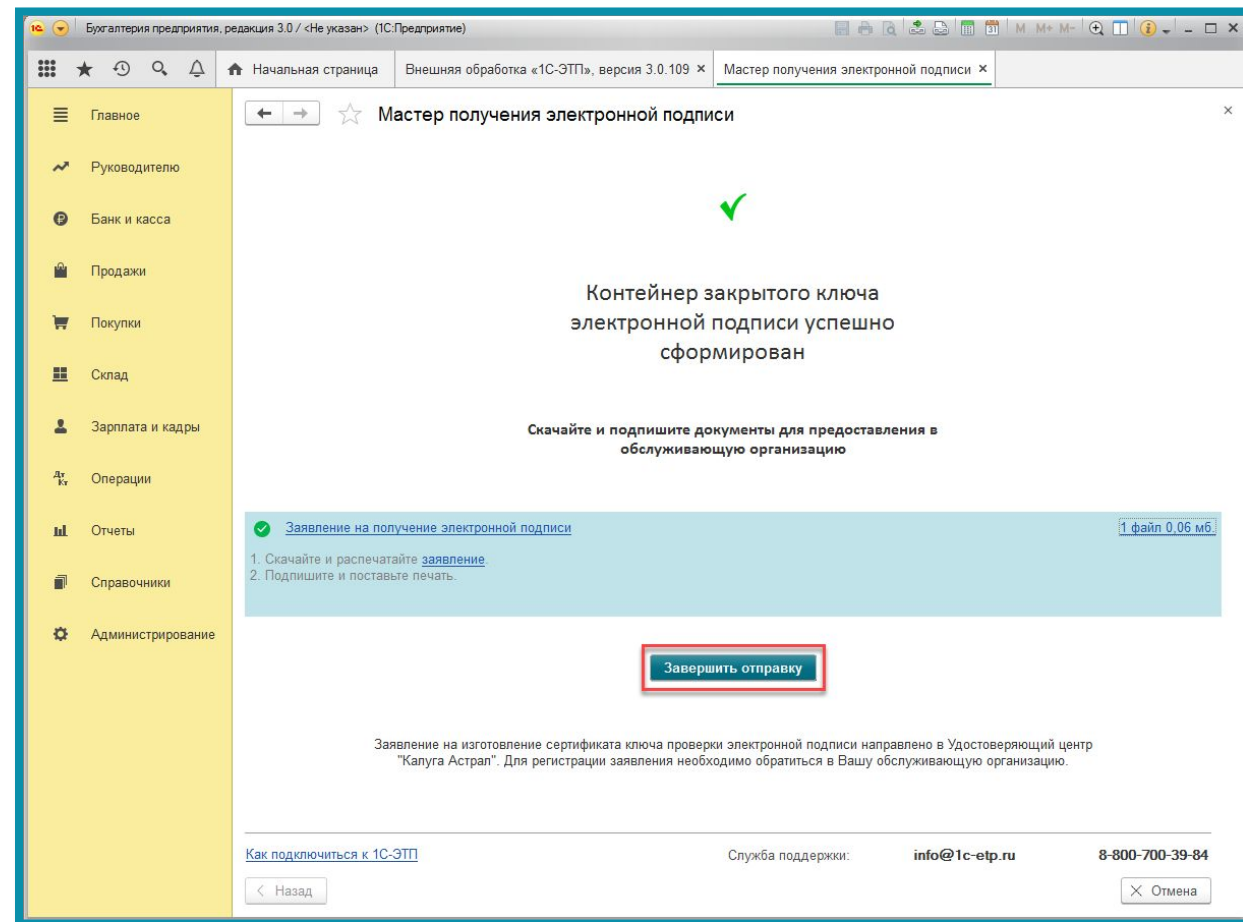 Бухгалтерия предприятия, редакция 3.0 / <Не указан> (1С:Предприятие)
M M+ M-
Начальная страница
Внешняя обработка «1С-ЭТП», версия 3.0.109 ×
Мастер получения электронной подписи ×
Главное
Руководителю
Банк и касса
Продажи
Покупки
Склад
Зарплата и кадры
Дт Кт Операции
Отчеты
Справочники
Администрирование
Мастер получения электронной подписи
Контейнер закрытого ключа
электронной подписи успешно
сформирован
Скачайте и подпишите документы для предоставления в
обслуживающую организацию
Заявление на получение электронной подписи
1 файл 0,06 мб.
1. Скачайте и распечатайте заявление.
2. Подпишите и поставьте печать.
Завершить отправку
Заявление на изготовление сертификата ключа проверки электронной подписи направлено в Удостоверяющий центр
"Калуга Астрал". Для регистрации заявления необходимо обратиться в Вашу обслуживающую организацию.
Как подключиться к 1С-ЭТП
Служба поддержки: info@1c-etp.ru 8-800-700-39-84
< Назад
× Отмена